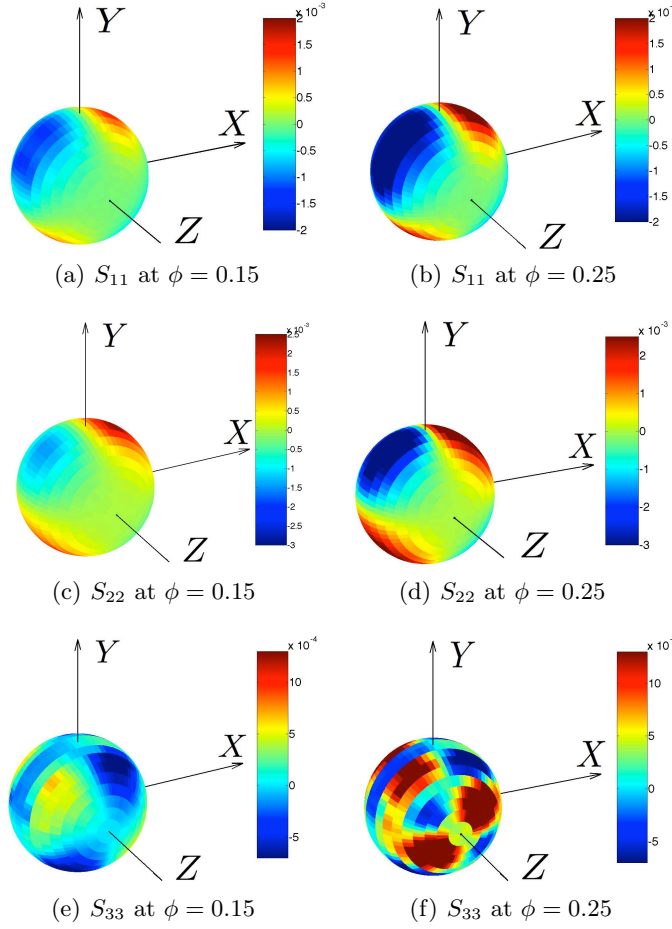 Y
X
Z
x 10⁻³
2
1.5
1
0.5
0
-0.5
-1
-1.5
-2
(a) S₁₁ at ϕ = 0.15
Y
X
Z
x 10⁻³
2
1.5
1
0.5
0
-0.5
-1
-1.5
-2
(b) S₁₁ at ϕ = 0.25
Y
X
Z
x 10⁻³
2.5
2
1.5
1
0.5
0
-0.5
-1
-1.5
-2
-2.5
-3
(c) S₂₂ at ϕ = 0.15
Y
X
Z
x 10⁻³
2
1
0
-1
-2
-3
(d) S₂₂ at ϕ = 0.25
Y
X
Z
x 10⁻⁴
10
5
0
-5
(e) S₃₃ at ϕ = 0.15
Y
X
Z
x 10⁻
10
5
0
-5
(f) S₃₃ at ϕ = 0.25